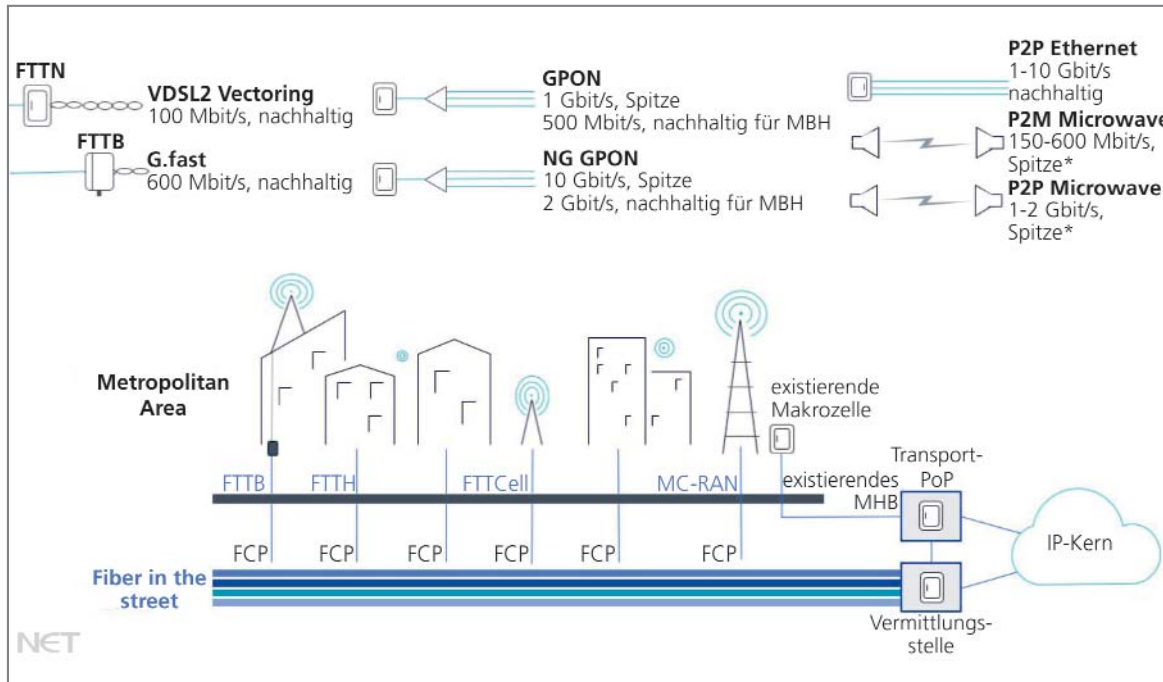 FTTN
VDSL2 Vectoring
100 Mbit/s, nachhaltig
FTTB
G.fast
600 Mbit/s, nachhaltig
GPON
1 Gbit/s, Spitze
500 Mbit/s, nachhaltig für MBH
NG GPON
10 Gbit/s, Spitze
2 Gbit/s, nachhaltig für MBH
P2P Ethernet
1-10 Gbit/s
nachhaltig
P2M Microwave
150-600 Mbit/s,
Spitze*
P2P Microwave
1-2 Gbit/s,
Spitze*
Metropolitan
Area
existierende
Makrozelle
FTTB
FTTH
FTTCell
MC-RAN
existierendes
MHB
Transport-
PoP
IP-Kern
FCP
FCP
FCP
FCP
FCP
FCP
Fiber in the
street
Vermittlungs-
stelle
NET